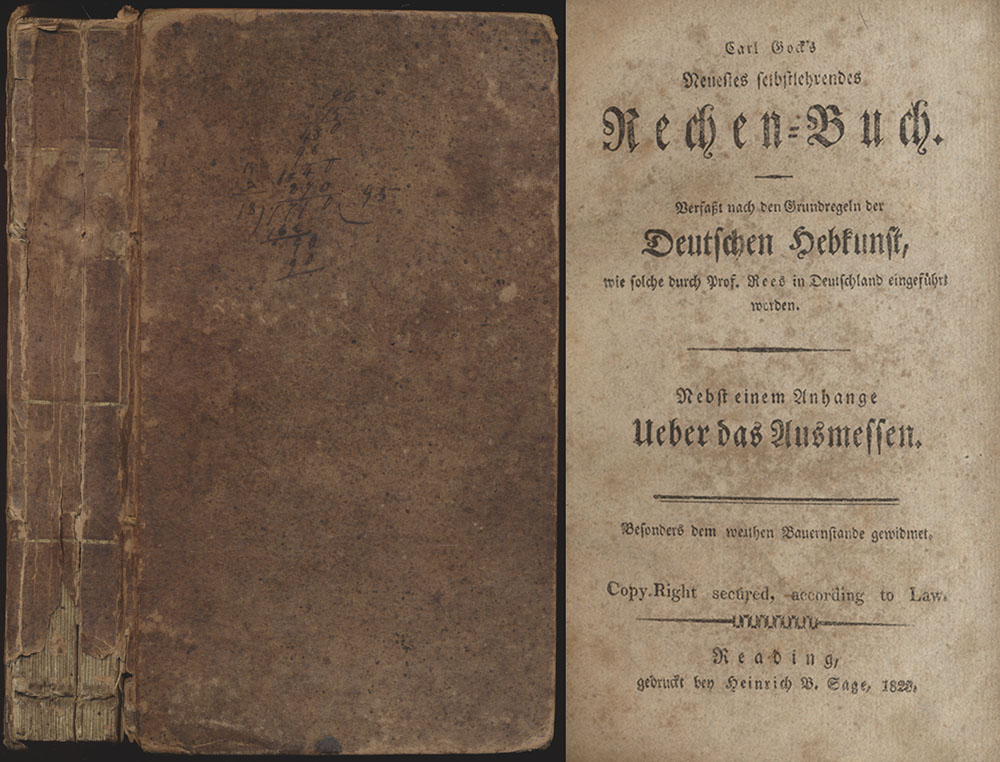 Carl Gock's
Neuestes selbstlehrendes
Rechen=Buch.
Verfaßt nach den Grundregeln der
Deutschen Hebkunst,
wie solche durch Prof. Rees in Deutschland eingeführt
worden.
Nebst einem Anhange
Ueber das Ausmessen.
Besonders dem werthen Bauernstande gewidmet.
Copy.Right secured, according to Law.
Reading,
gedruckt bey Heinrich B. Sage, 1823.